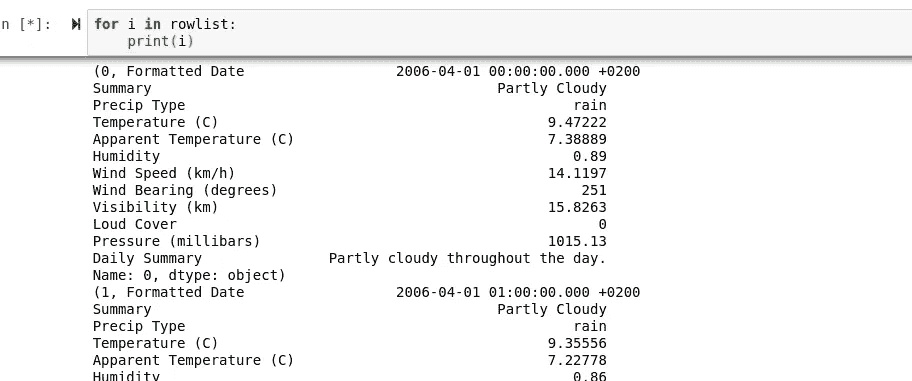 n [*]: for i in rowlist:
print(i)
(0, Formatted Date 2006-04-01 00:00:00.000 +0200
Summary Partly Cloudy
Precip Type rain
Temperature (C) 9.47222
Apparent Temperature (C) 7.38889
Humidity 0.89
Wind Speed (km/h) 14.1197
Wind Bearing (degrees) 251
Visibility (km) 15.8263
Loud Cover 0
Pressure (millibars) 1015.13
Daily Summary Partly cloudy throughout the day.
Name: 0, dtype: object)
(1, Formatted Date 2006-04-01 01:00:00.000 +0200
Summary Partly Cloudy
Precip Type rain
Temperature (C) 9.35556
Apparent Temperature (C) 7.22778
Humidity 0.86